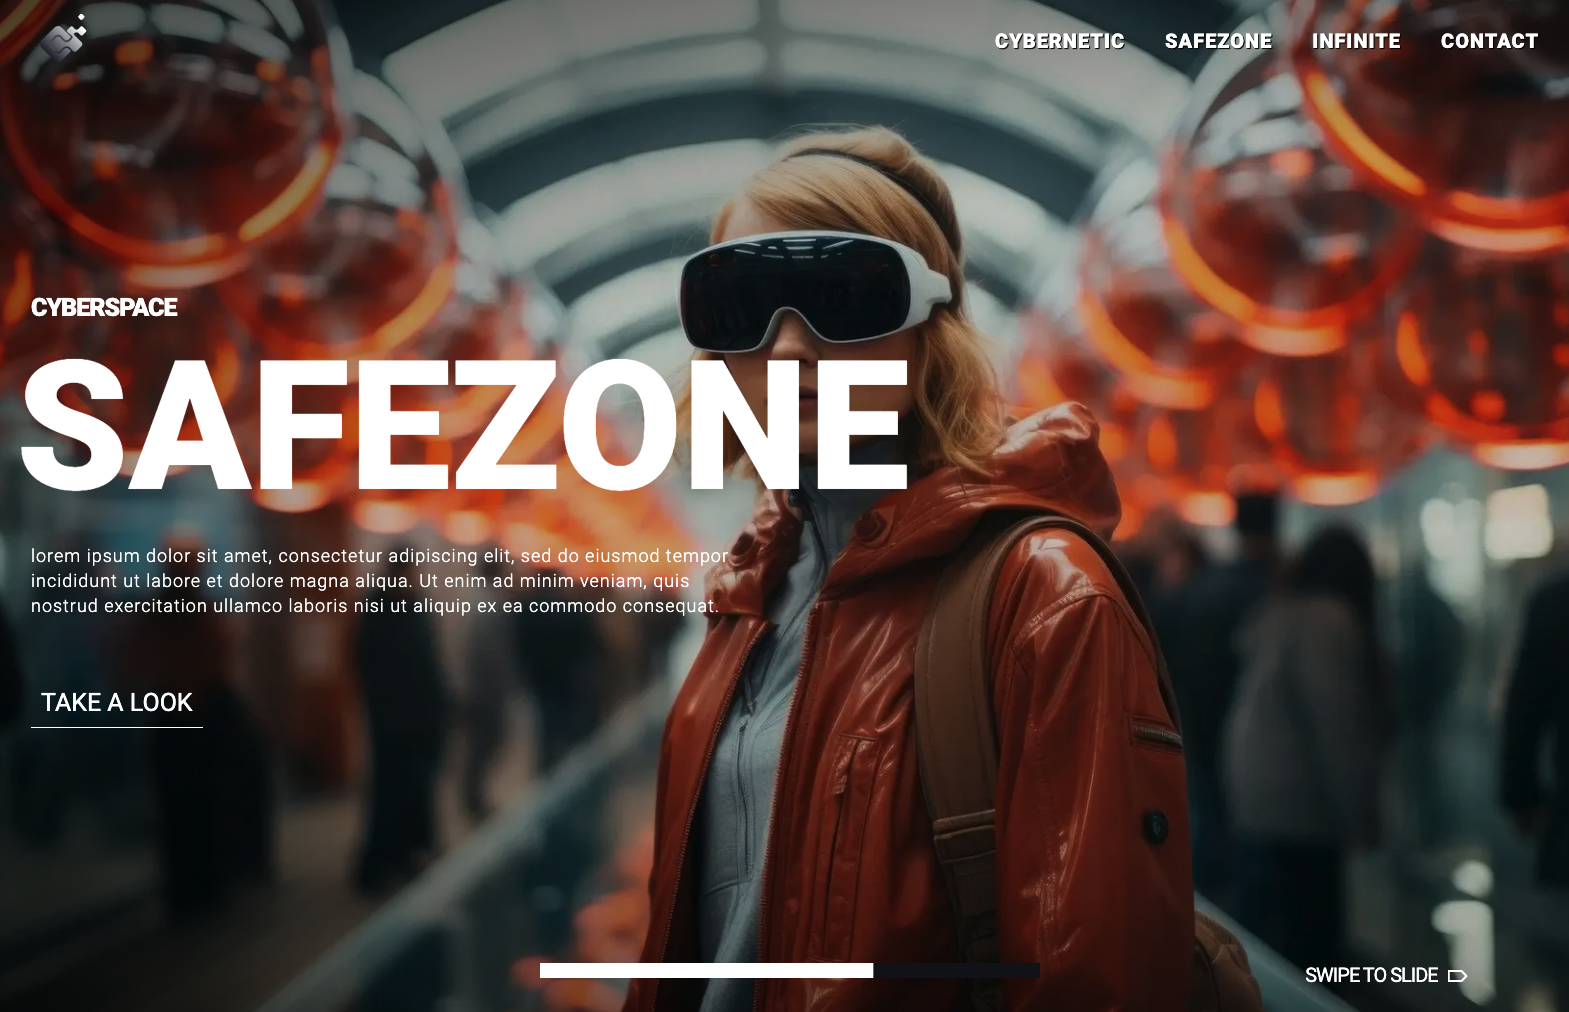 CYBERNETIC SAFEZONE INFINITE CONTACT
CYBERSPACE
SAFEZONE
lorem ipsum dolor sit amet, consectetur adipiscing elit, sed do eiusmod tempor
incididunt ut labore et dolore magna aliqua. Ut enim ad minim veniam, quis
nostrud exercitation ullamco laboris nisi ut aliquip ex ea commodo consequat.
TAKE A LOOK
SWIPE TO SLIDE